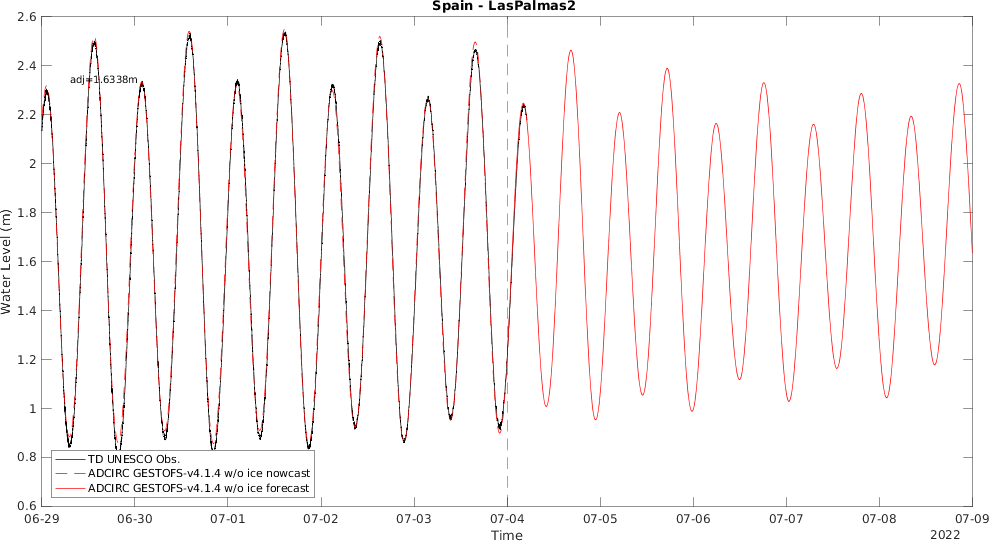 Spain - LasPalmas2
2.6
2.4
2.2
2
1.8
1.6
1.4
1.2
1
0.8
0.6
Water Level (m)
adj=1.6338m
TD UNESCO Obs.
ADCIRC GESTOFS-v4.1.4 w/o ice nowcast
ADCIRC GESTOFS-v4.1.4 w/o ice forecast
06-29 06-30 07-01 07-02 07-03 07-04 07-05 07-06 07-07 07-08 07-09
Time
2022